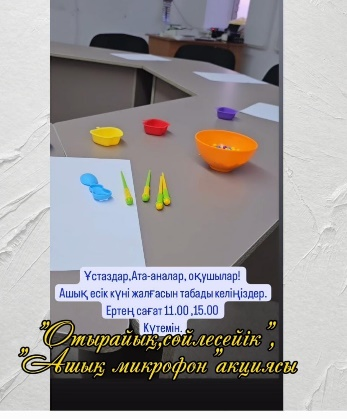 Ұстаздар,Ата-аналар, оқушылар!
Ашық есік күні жалғасын табады келіңіздер.
Ертең сағат 11.00 ,15.00
Күтемін.
"Отырайық,сөйлесейік",
"Ашық микрофон"акциясы